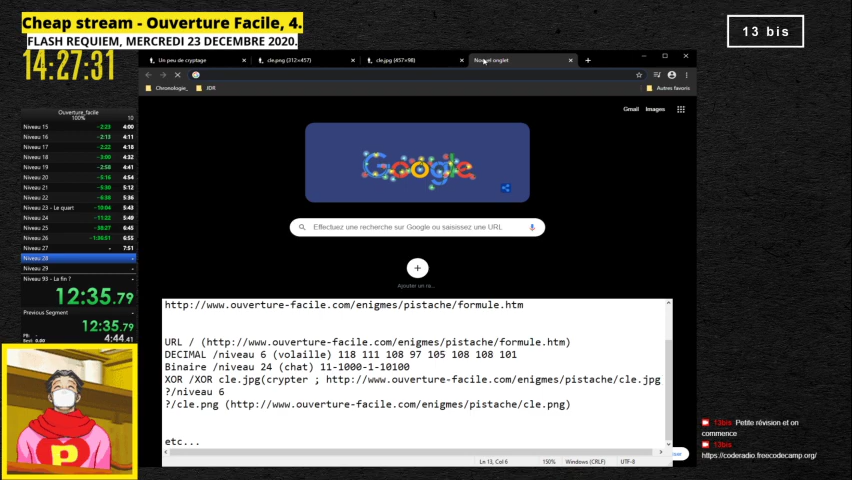 Cheap stream - Ouverture Facile, 4.
FLASH REQUIEM, MERCREDI 23 DECEMBRE 2020.
14:27:31
13 bis
Un peu de cryptage
cle.png (312×457)
cle.jpg (457×98)
Nouvel onglet
Chronologie_
JDR
Autres favoris
Gmail
Images
Google
Effectuez une recherche sur Google ou saisissez une URL
Ajouter un re...
Ouverture_facile
100% 10
Niveau 15 -2:23 4:00
Niveau 16 -2:13 4:11
Niveau 17 -2:22 4:18
Niveau 18 -3:00 4:32
Niveau 19 -2:58 4:41
Niveau 20 -5:16 4:54
Niveau 21 -5:30 5:12
Niveau 22 -5:38 5:36
Niveau 23 - Le quart -10:04 5:43
Niveau 24 -11:22 5:49
Niveau 25 -38:27 6:45
Niveau 26 -1:35:51 6:55
Niveau 27 - 7:51
Niveau 28 -
Niveau 29 -
Niveau 93 - La fin ? -
12:35.79
Previous Segment -
12:35.79
PB: -
Best: 0.00
4:44.41
http://www.ouverture-facile.com/enigmes/pistache/formule.htm
URL / (http://www.ouverture-facile.com/enigmes/pistache/formule.htm)
DECIMAL /niveau 6 (volaille) 118 111 108 97 105 108 108 101
Binaire /niveau 24 (chat) 11-1000-1-10100
XOR /XOR cle.jpg(crypter ; http://www.ouverture-facile.com/enigmes/pistache/cle.jpg
?/niveau 6
?/cle.png (http://www.ouverture-facile.com/enigmes/pistache/cle.png)
etc...
Ln 13, Col 6
150%
Windows (CRLF)
UTF-8
P
13bis Petite révision et on
commence
13bis
https://coderadio.freecodecamp.org/